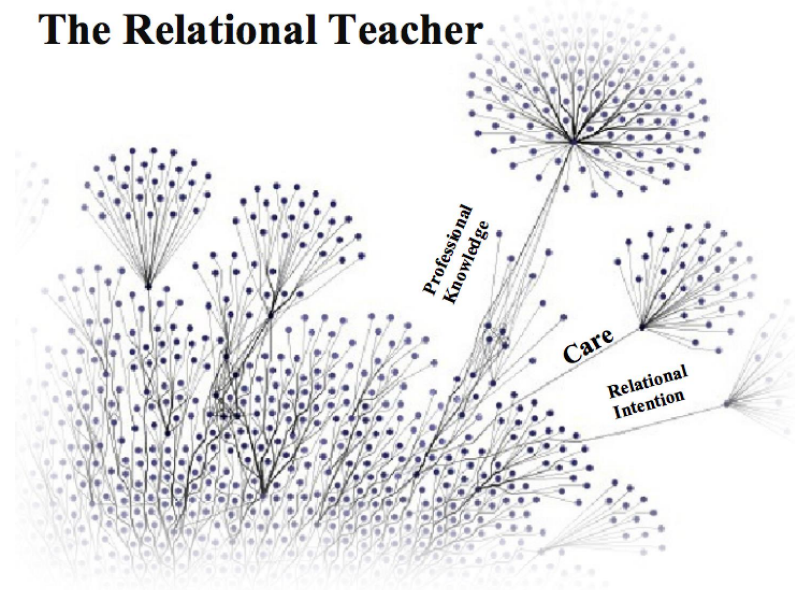 The Relational Teacher
Professional
Knowledge
Care
Relational
Intention